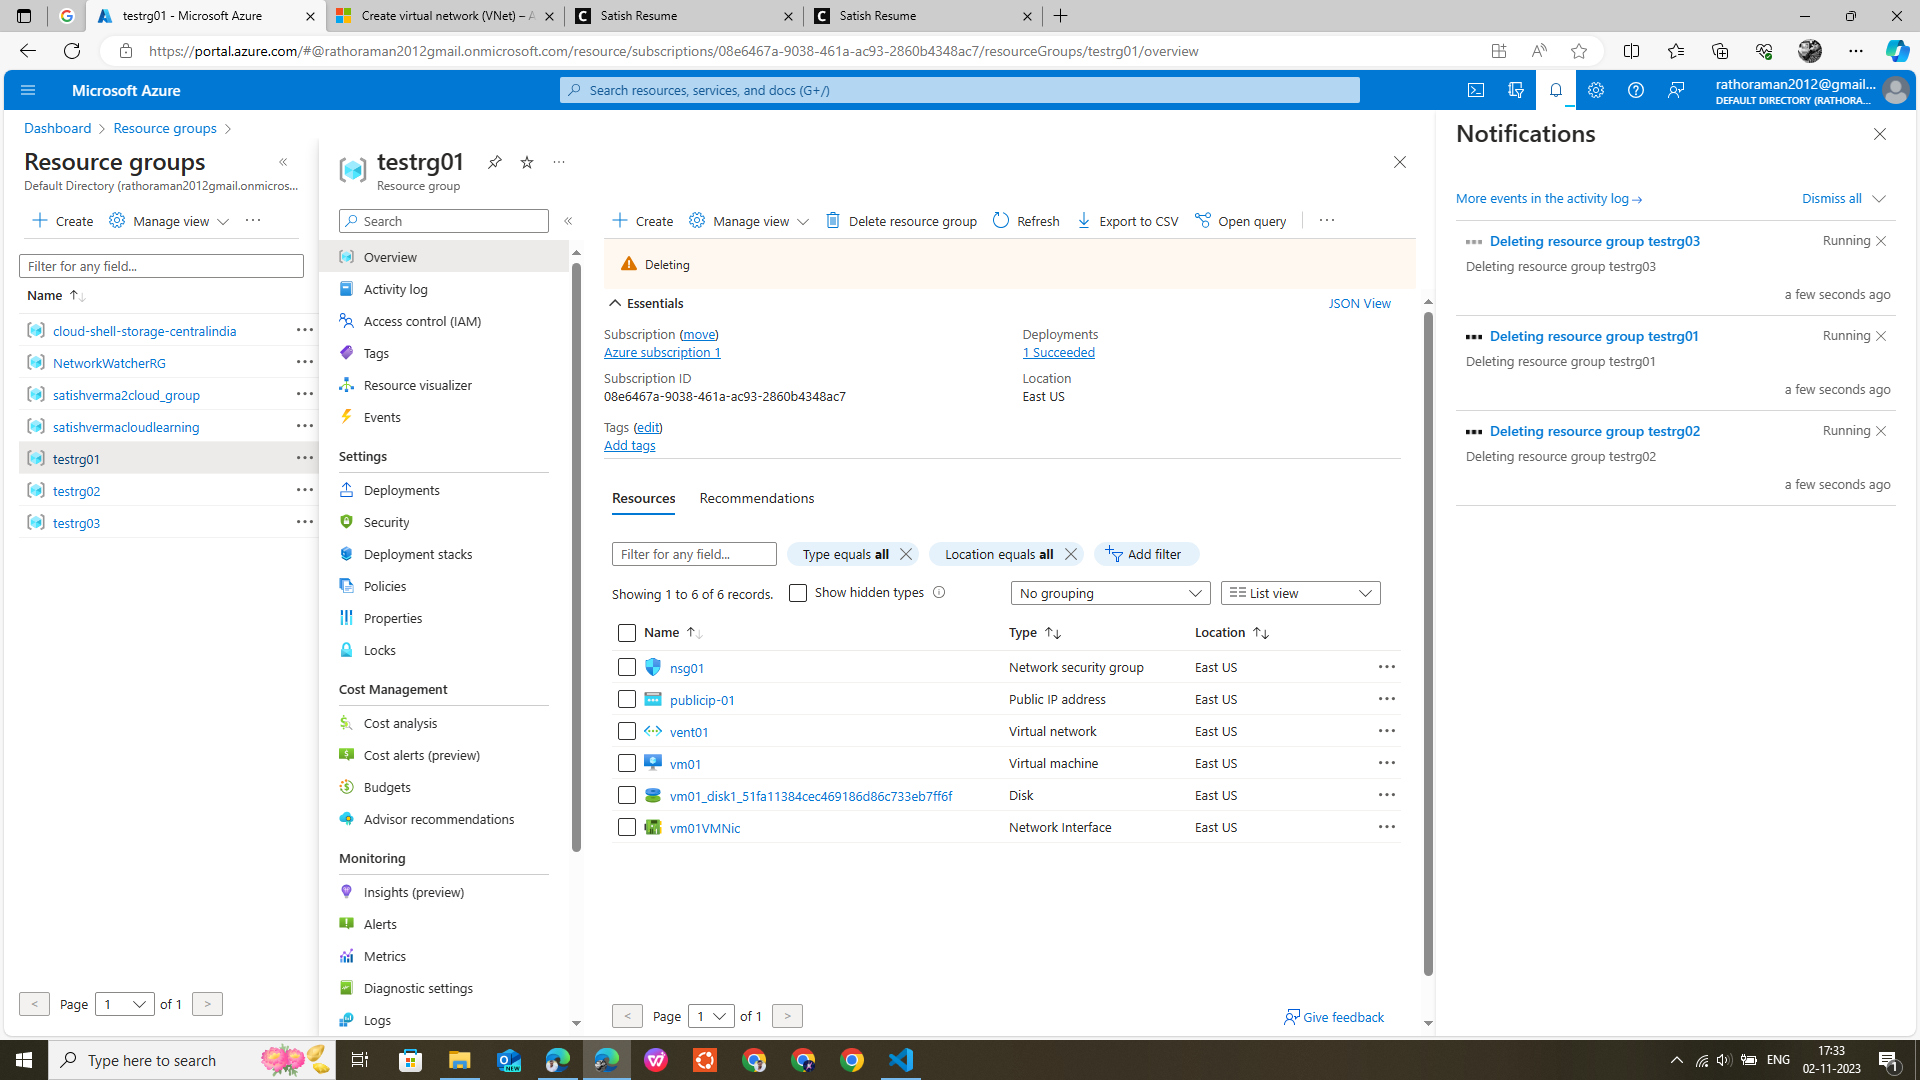 testrg01 - Microsoft Azure
Create virtual network (VNet) – A
Satish Resume
Satish Resume
https://portal.azure.com/#@rathoraman2012gmail.onmicrosoft.com/resource/subscriptions/08e6467a-9038-461a-ac93-2860b4348ac7/resourceGroups/testrg01/overview
Microsoft Azure
Search resources, services, and docs (G+/)
rathoraman2012@gmail...
DEFAULT DIRECTORY (RATHORA...
Dashboard
Resource groups
Resource groups
Default Directory (rathoraman2012gmail.onmicros...
Create
Manage view
Filter for any field...
Name
cloud-shell-storage-centralindia
NetworkWatcherRG
satishverma2cloud_group
satishvermacloudlearning
testrg01
testrg02
testrg03
< Page 1 of 1 >
testrg01
Resource group
Search
Overview
Activity log
Access control (IAM)
Tags
Resource visualizer
Events
Settings
Deployments
Security
Deployment stacks
Policies
Properties
Locks
Cost Management
Cost analysis
Cost alerts (preview)
Budgets
Advisor recommendations
Monitoring
Insights (preview)
Alerts
Metrics
Diagnostic settings
Logs
Create
Manage view
Delete resource group
Refresh
Export to CSV
Open query
Deleting
Essentials
JSON View
Subscription (move)
Azure subscription 1
Subscription ID
08e6467a-9038-461a-ac93-2860b4348ac7
Tags (edit)
Add tags
Deployments
1 Succeeded
Location
East US
Resources
Recommendations
Filter for any field...
Type equals all
Location equals all
Add filter
Showing 1 to 6 of 6 records.
Show hidden types
No grouping
List view
Name Type Location
nsg01 Network security group East US
publicip-01 Public IP address East US
vent01 Virtual network East US
vm01 Virtual machine East US
vm01_disk1_51fa11384cec469186d86c733eb7ff6f Disk East US
vm01VMNic Network Interface East US
< Page 1 of 1 >
Give feedback
Notifications
More events in the activity log →
Dismiss all
Deleting resource group testrg03 Running
Deleting resource group testrg03
a few seconds ago
Deleting resource group testrg01 Running
Deleting resource group testrg01
a few seconds ago
Deleting resource group testrg02 Running
Deleting resource group testrg02
a few seconds ago
Type here to search
NEW
ENG
17:33
02-11-2023
1